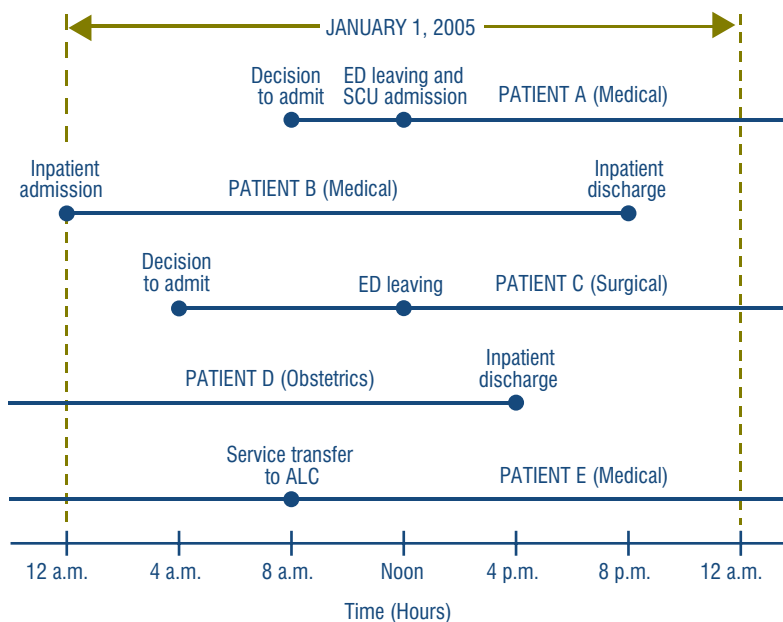 JANUARY 1, 2005
Decision
to admit
ED leaving and
SCU admission
PATIENT A (Medical)
Inpatient
admission
PATIENT B (Medical)
Inpatient
discharge
Decision
to admit
ED leaving
PATIENT C (Surgical)
PATIENT D (Obstetrics)
Inpatient
discharge
Service transfer
to ALC
PATIENT E (Medical)
12 a.m. 4 a.m. 8 a.m. Noon 4 p.m. 8 p.m. 12 a.m.
Time (Hours)